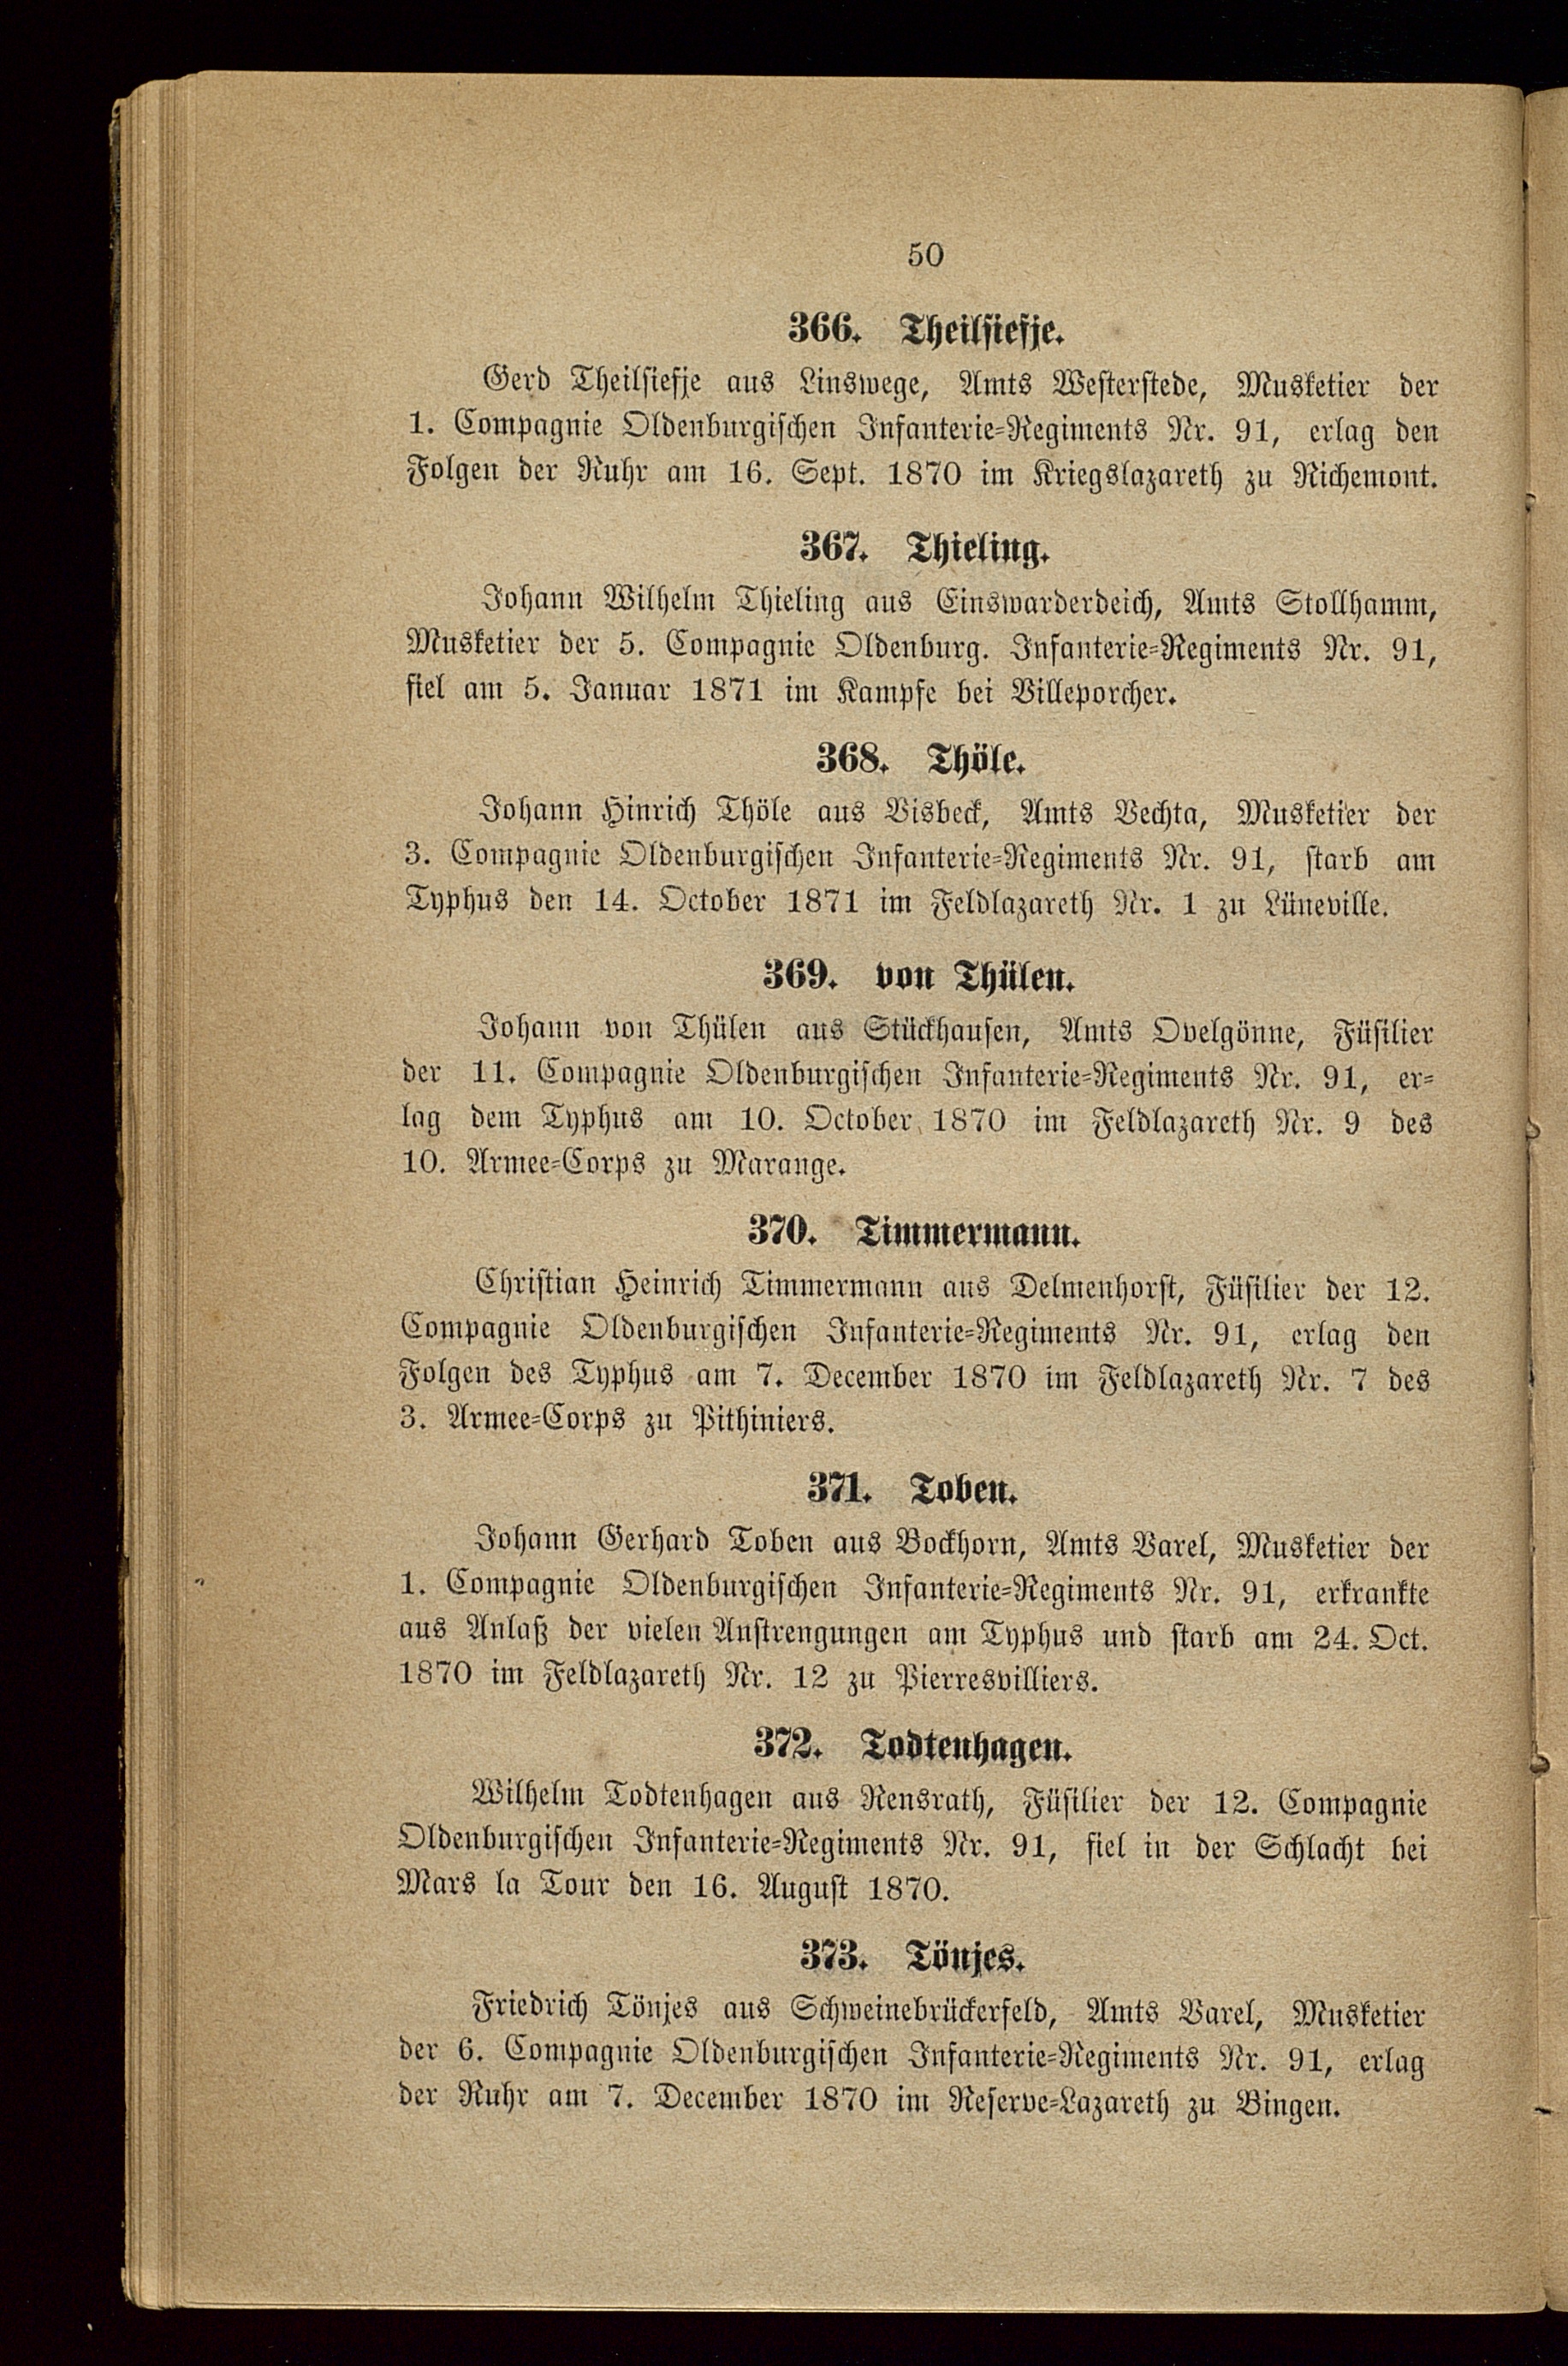 50
366. Theilsiefje.
Gerd Theilsiefje aus Linswege, Amts Westerstede, Musketier der
1. Compagnie Oldenburgischen Infanterie-Regiments Nr. 91, erlag den
Folgen der Ruhr am 16. Sept. 1870 im Kriegslazareth zu Richemont.
367. Thieling.
Johann Wilhelm Thieling aus Einswarderdeich, Amts Stollhamm,
Musketier der 5. Compagnie Oldenburg. Infanterie-Regiments Nr. 91,
fiel am 5. Januar 1871 im Kampfe bei Villeporcher.
368. Thöle.
Johann Hinrich Thöle aus Visbeck, Amts Vechta, Musketier der
3. Compagnie Oldenburgischen Infanterie-Regiments Nr. 91, starb am
Typhus den 14. October 1871 im Feldlazareth Nr. 1 zu Lüneville.
369. von Thülen.
Johann von Thülen aus Stückhausen, Amts Ovelgönne, Füsilier
der 11. Compagnie Oldenburgischen Infanterie-Regiments Nr. 91, er-
lag dem Typhus am 10. October 1870 im Feldlazareth Nr. 9 des
10. Armee-Corps zu Marange.
370. Timmermann.
Christian Heinrich Timmermann aus Delmenhorst, Füsilier der 12.
Compagnie Oldenburgischen Infanterie-Regiments Nr. 91, erlag den
Folgen des Typhus am 7. December 1870 im Feldlazareth Nr. 7 des
3. Armee-Corps zu Pithiniers.
371. Toben.
Johann Gerhard Toben aus Bockhorn, Amts Varel, Musketier der
1. Compagnie Oldenburgischen Infanterie-Regiments Nr. 91, erkrankte
aus Anlaß der vielen Anstrengungen am Typhus und starb am 24. Oct.
1870 im Feldlazareth Nr. 12 zu Pierresvilliers.
372. Todtenhagen.
Wilhelm Todtenhagen aus Rensrath, Füsilier der 12. Compagnie
Oldenburgischen Infanterie-Regiments Nr. 91, fiel in der Schlacht bei
Mars la Tour den 16. August 1870.
373. Tönjes.
Friedrich Tönjes aus Schweinebrückerfeld, Amts Varel, Musketier
der 6. Compagnie Oldenburgischen Infanterie-Regiments Nr. 91, erlag
der Ruhr am 7. December 1870 im Reserve-Lazareth zu Bingen.